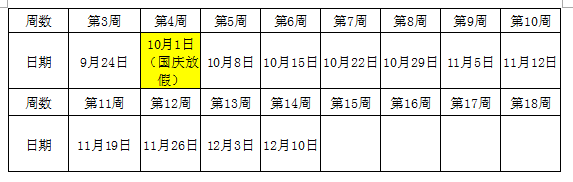 周数 第3周 第4周 第5周 第6周 第7周 第8周 第9周 第10周
日期 9月24日 10月1日（国庆放假） 10月8日 10月15日 10月22日 10月29日 11月5日 11月12日
周数 第11周 第12周 第13周 第14周 第15周 第16周 第17周 第18周
日期 11月19日 11月26日 12月3日 12月10日